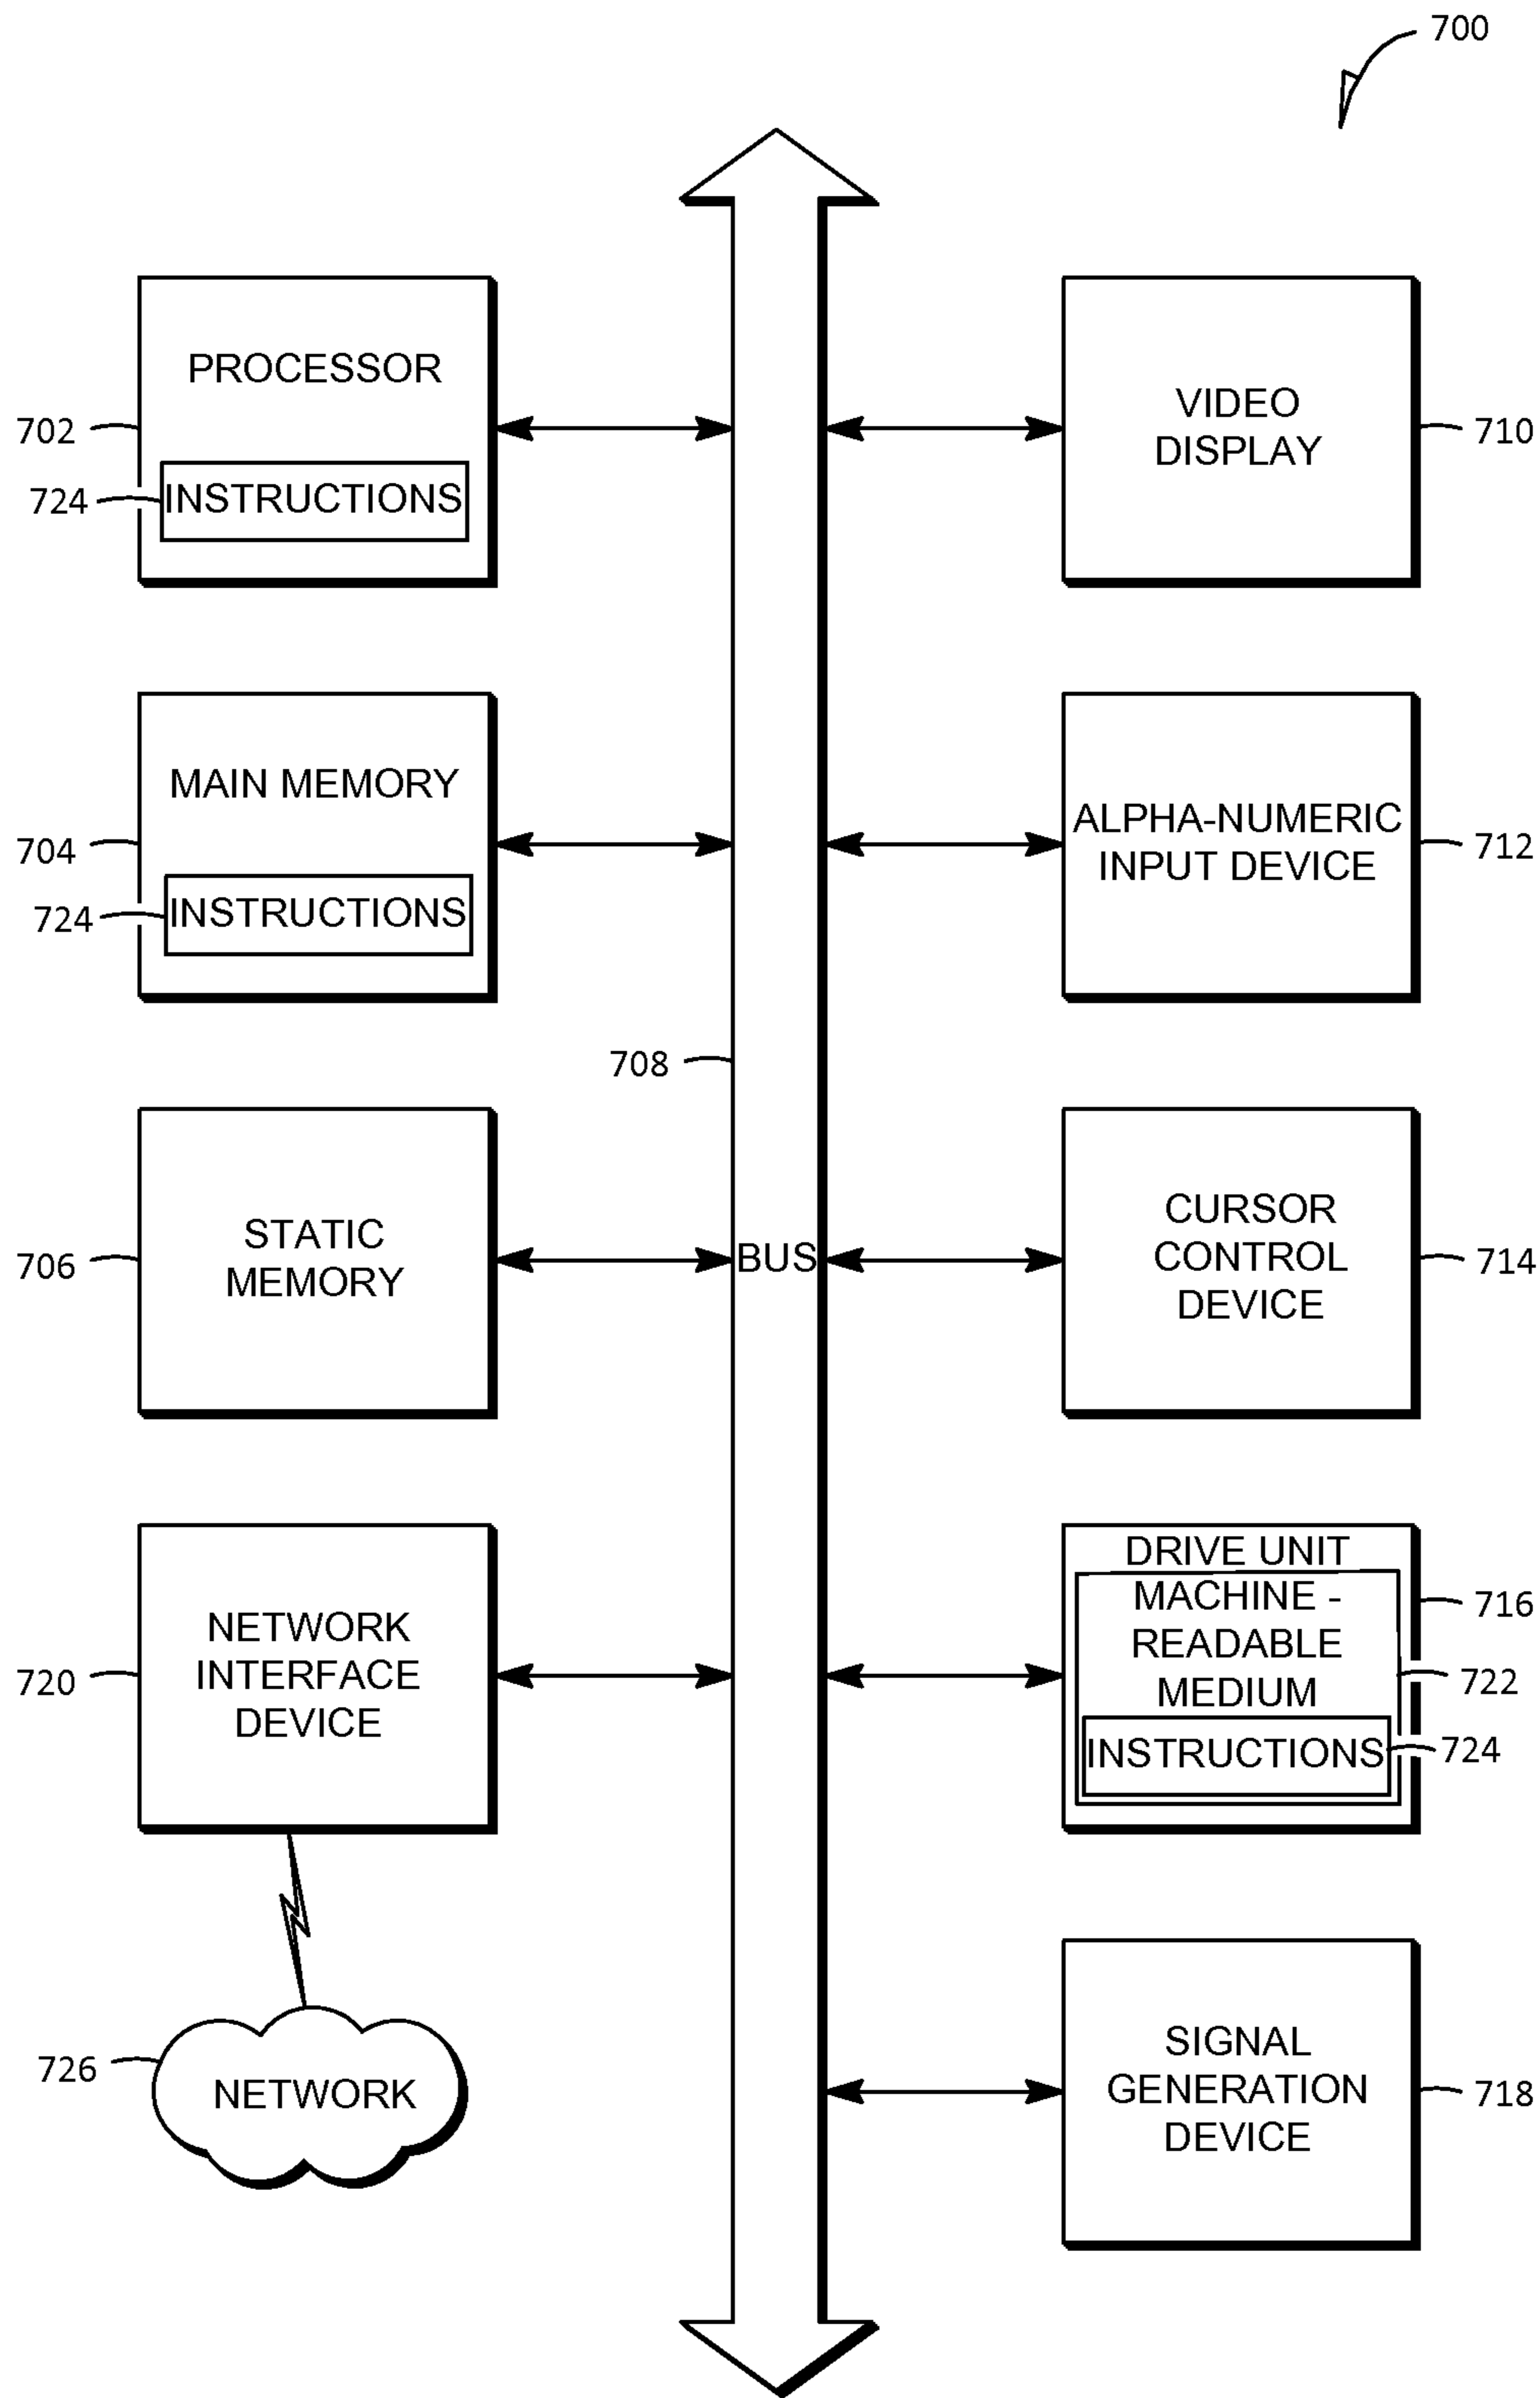 700
PROCESSOR
702
724
INSTRUCTIONS
VIDEO
DISPLAY
710
MAIN MEMORY
704
724
INSTRUCTIONS
ALPHA-NUMERIC
INPUT DEVICE
712
708
STATIC
MEMORY
706
BUS
CURSOR
CONTROL
DEVICE
714
NETWORK
INTERFACE
DEVICE
720
DRIVE UNIT
MACHINE -
READABLE
MEDIUM
716
722
INSTRUCTIONS
724
726
NETWORK
SIGNAL
GENERATION
DEVICE
718